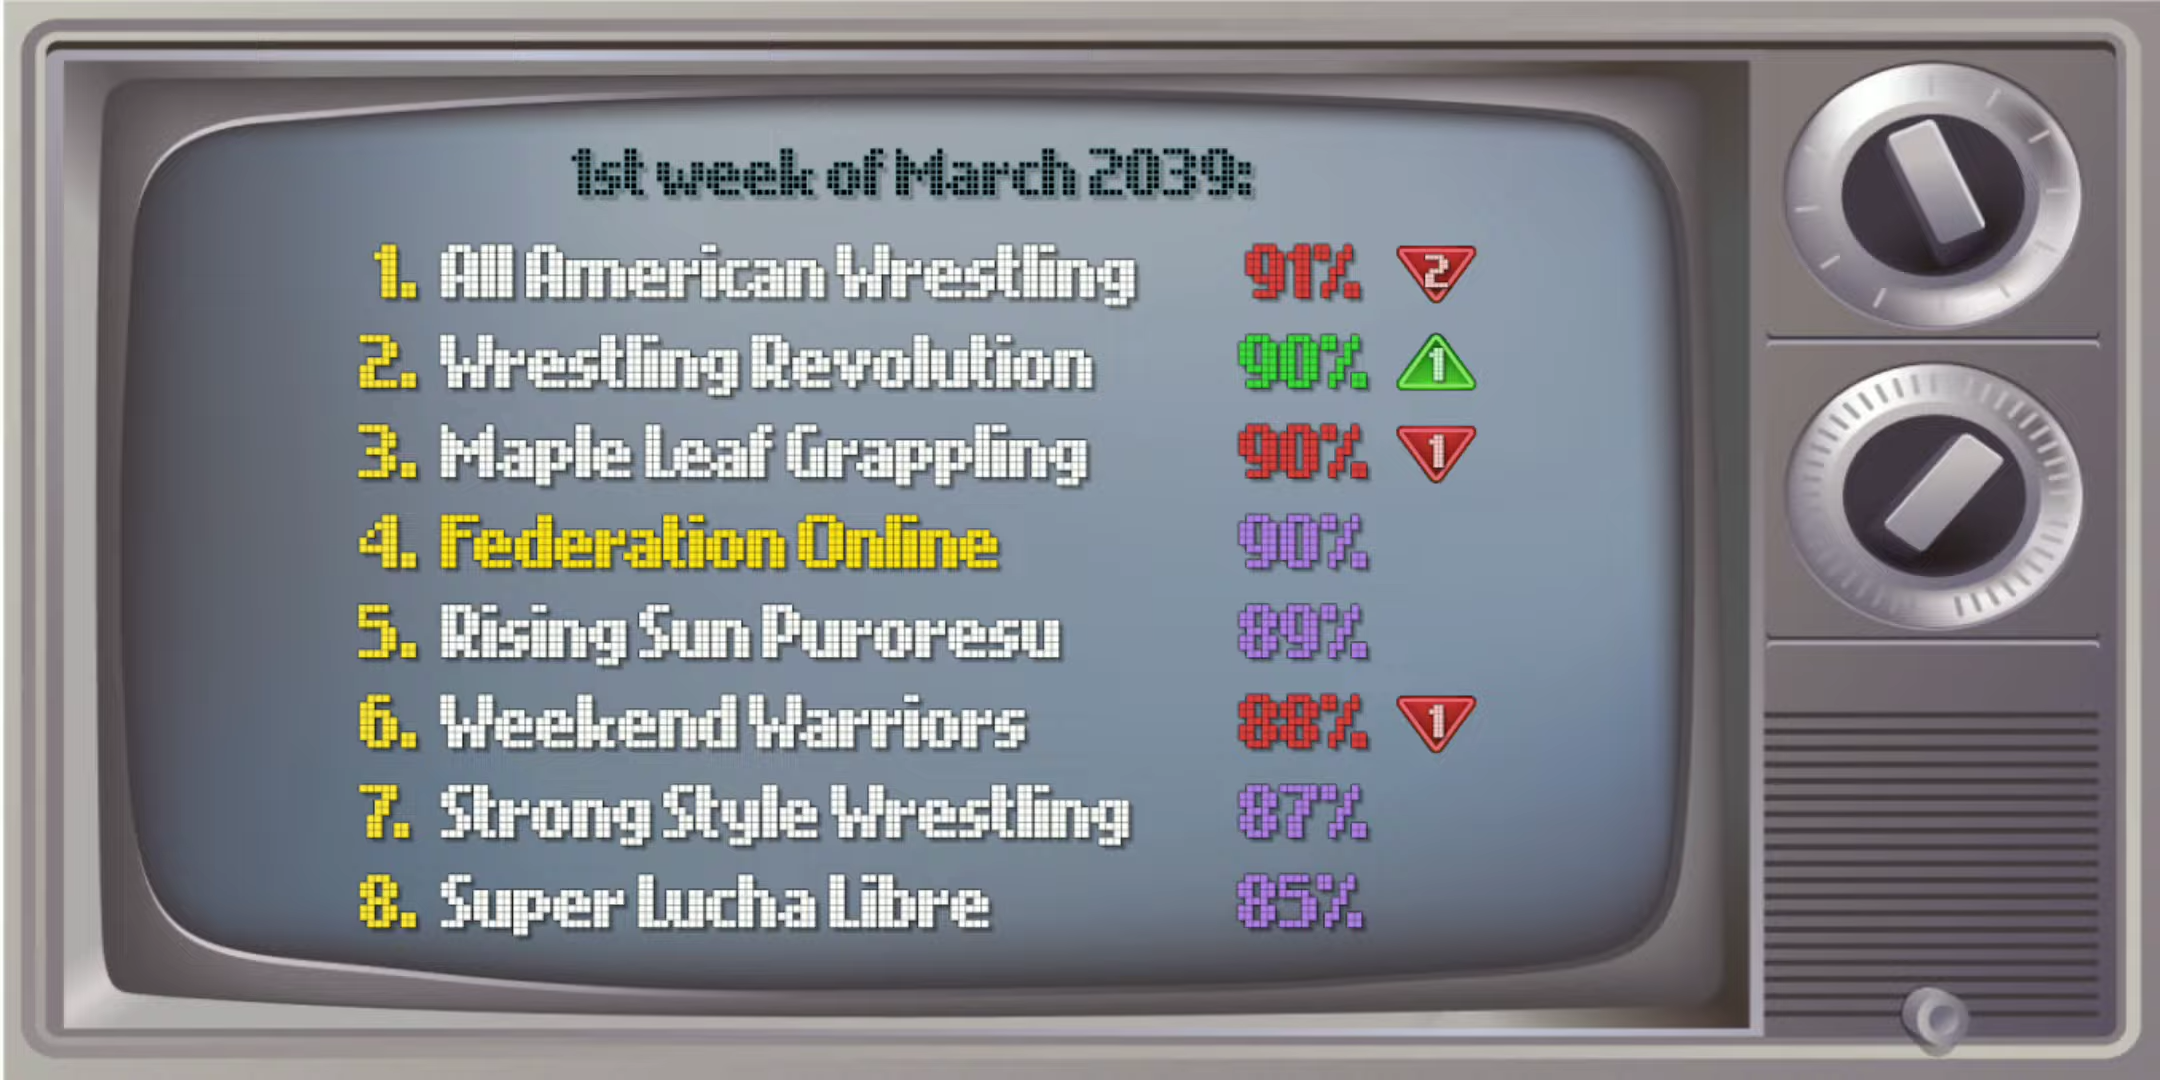 1st week of March 2039:
1. All American Wrestling 91% 2
2. Wrestling Revolution 90% 1
3. Maple Leaf Grappling 90% 1
4. Federation Online 90%
5. Rising Sun Puroresu 89%
6. Weekend Warriors 88% 1
7. Strong Style Wrestling 87%
8. Super Lucha Libre 85%